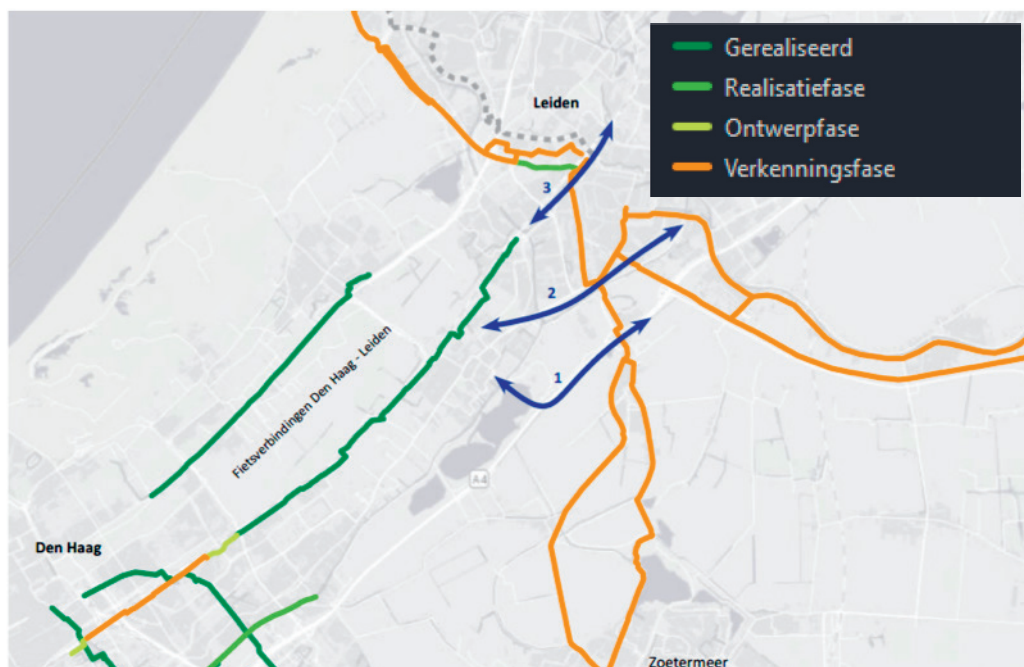 Gerealiseerd
Realisatiefase
Ontwerpfase
Verkenningsfase
Leiden
3
2
1
Fietsverbindingen Den Haag - Leiden
A4
Den Haag
Zoetermeer